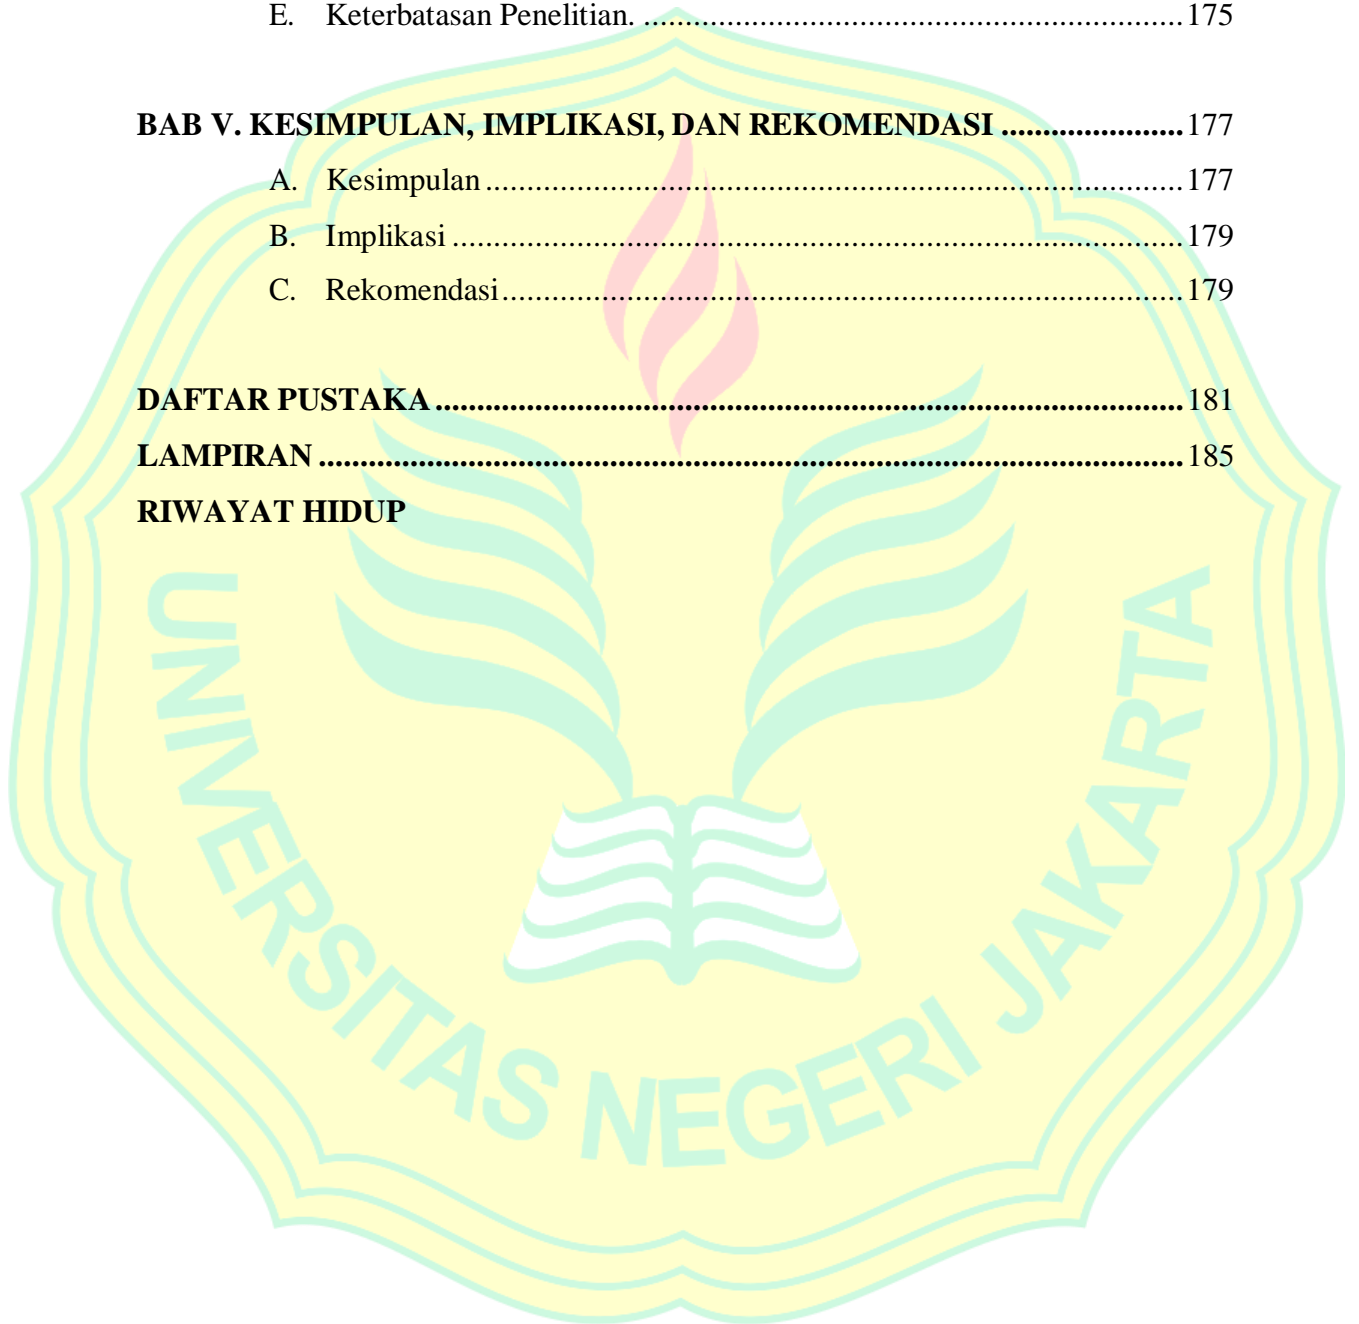 E. Keterbatasan Penelitian. ........................................................... 175
BAB V. KESIMPULAN, IMPLIKASI, DAN REKOMENDASI ...................... 177
A. Kesimpulan ........................................................................... 177
B. Implikasi ............................................................................... 179
C. Rekomendasi ......................................................................... 179
DAFTAR PUSTAKA ........................................................................... 181
LAMPIRAN ......................................................................................... 185
RIWAYAT HIDUP
UNIVERSITAS NEGERI JAKARTA